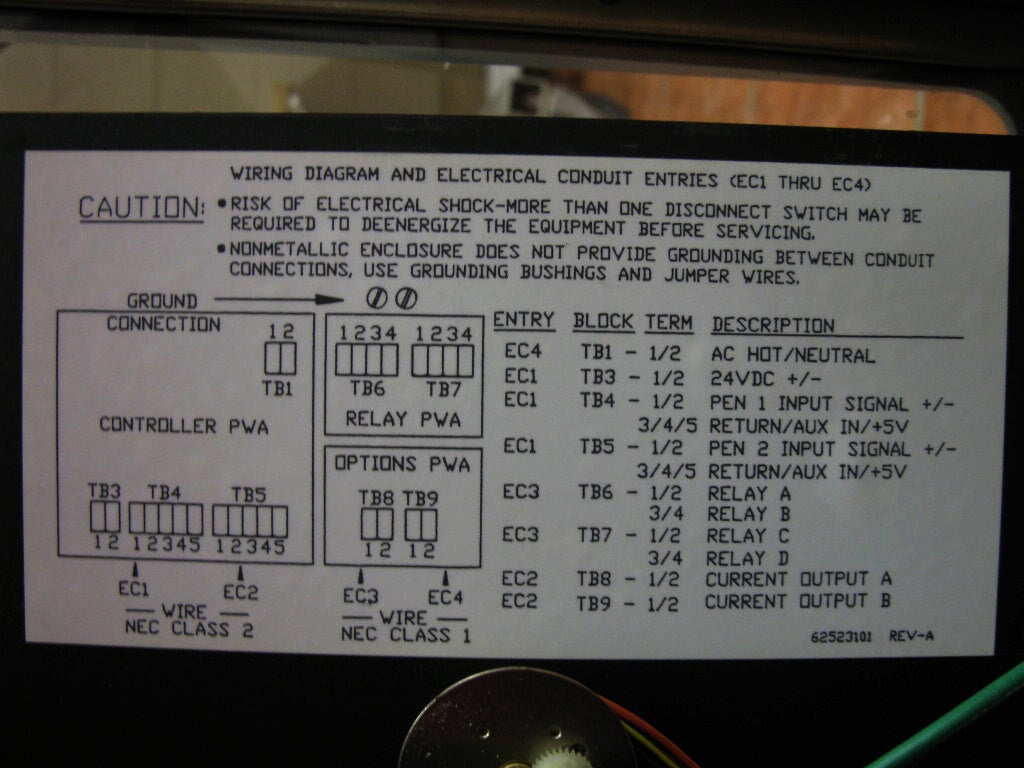 WIRING DIAGRAM AND ELECTRICAL CONDUIT ENTRIES (EC1 THRU EC4)
CAUTION: • RISK OF ELECTRICAL SHOCK-MORE THAN ONE DISCONNECT SWITCH MAY BE
REQUIRED TO DEENERGIZE THE EQUIPMENT BEFORE SERVICING.
• NONMETALLIC ENCLOSURE DOES NOT PROVIDE GROUNDING BETWEEN CONDUIT
CONNECTIONS, USE GROUNDING BUSHINGS AND JUMPER WIRES.
GROUND
CONNECTION
1 2
TB1
CONTROLLER PWA
TB3 TB4 TB5
1 2 1 2 3 4 5 1 2 3 4 5
EC1 EC2
WIRE
NEC CLASS 2
1 2 3 4 1 2 3 4
TB6 TB7
RELAY PWA
OPTIONS PWA
TB8 TB9
1 2 1 2
EC3 EC4
WIRE
NEC CLASS 1
ENTRY BLOCK TERM DESCRIPTION
EC4 TB1 - 1/2 AC HOT/NEUTRAL
EC1 TB3 - 1/2 24VDC +/-
EC1 TB4 - 1/2 PEN 1 INPUT SIGNAL +/-
3/4/5 RETURN/AUX IN/+5V
EC1 TB5 - 1/2 PEN 2 INPUT SIGNAL +/-
3/4/5 RETURN/AUX IN/+5V
EC3 TB6 - 1/2 RELAY A
3/4 RELAY B
EC3 TB7 - 1/2 RELAY C
3/4 RELAY D
EC2 TB8 - 1/2 CURRENT OUTPUT A
EC2 TB9 - 1/2 CURRENT OUTPUT B
62523101 REV-A